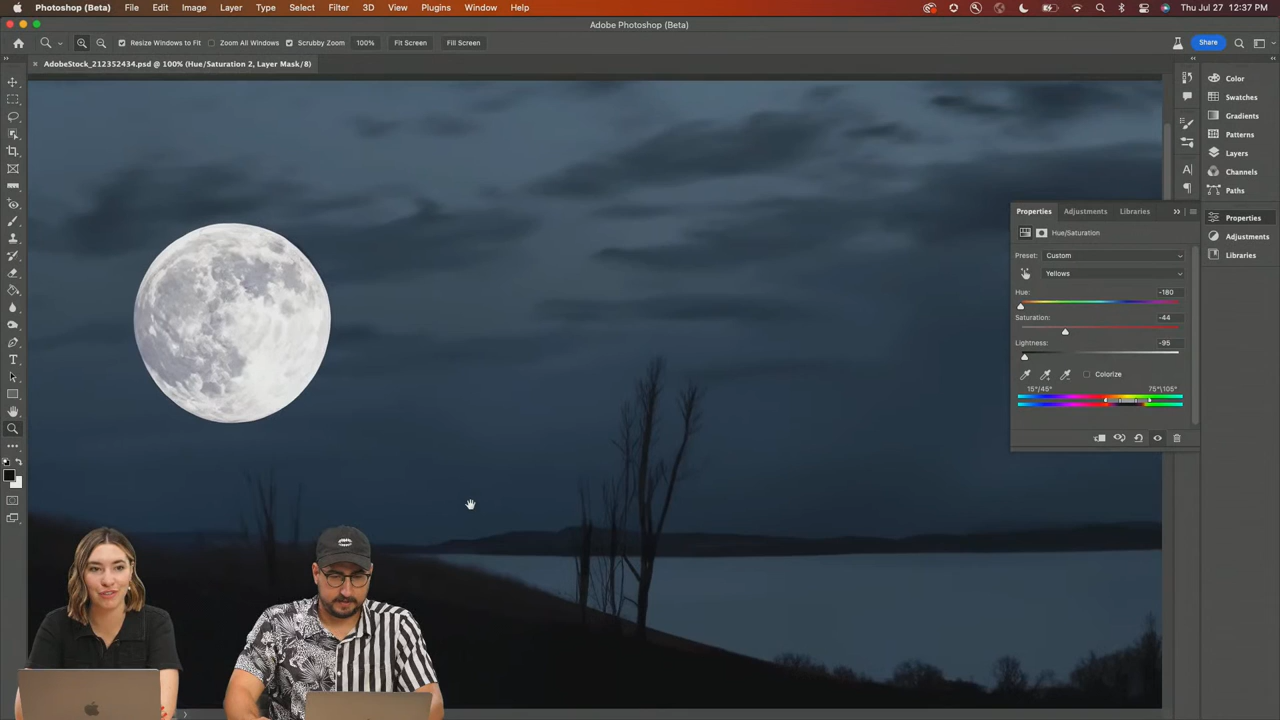 Photoshop (Beta) File Edit Image Layer Type Select Filter 3D View Plugins Window Help
Thu Jul 27 12:37 PM
Adobe Photoshop (Beta)
Resize Windows to Fit Zoom All Windows Scrubby Zoom 100% Fit Screen Fill Screen
Share
AdobeStock_212352434.psd @ 100% (Hue/Saturation 2, Layer Mask/8)
Color
Swatches
Gradients
Patterns
Layers
Channels
Paths
Properties
Adjustments
Libraries
Properties Adjustments Libraries
Hue/Saturation
Preset: Custom
Yellows
Hue: -180
Saturation: -44
Lightness: -95
Colorize
15°/45° 75°\105°